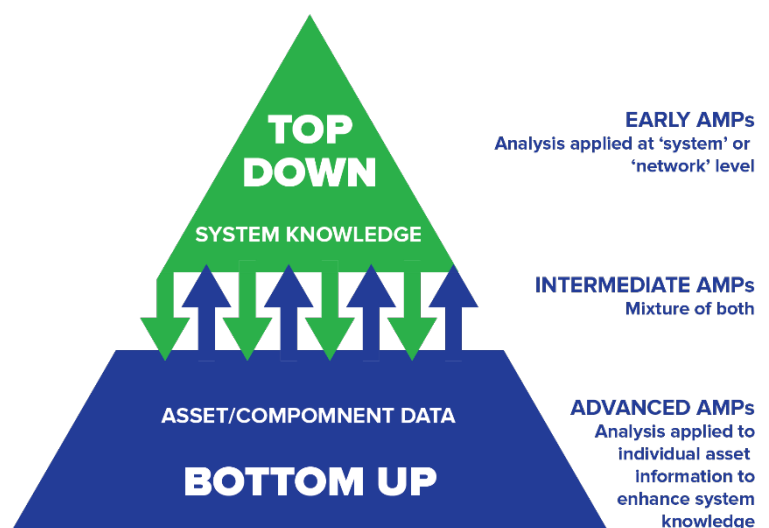 TOP
DOWN
SYSTEM KNOWLEDGE
EARLY AMPs
Analysis applied at ‘system’ or
‘network’ level
INTERMEDIATE AMPs
Mixture of both
ASSET/COMPOMNENT DATA
BOTTOM UP
ADVANCED AMPs
Analysis applied to
individual asset
information to
enhance system
knowledge